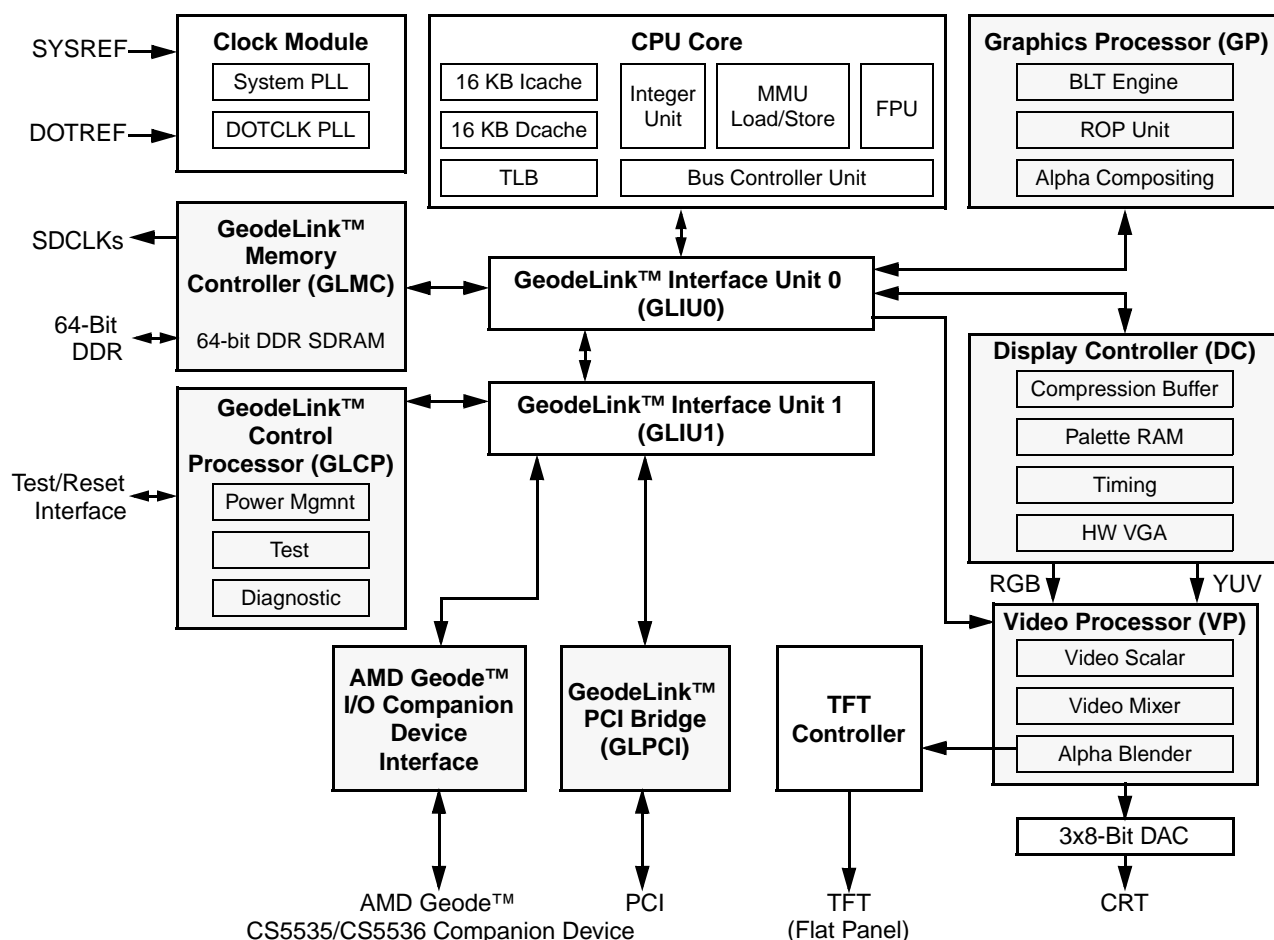 SYSREF
DOTREF
Clock Module
System PLL
DOTCLK PLL
CPU Core
16 KB Icache
16 KB Dcache
TLB
Integer
Unit
MMU
Load/Store
FPU
Bus Controller Unit
Graphics Processor (GP)
BLT Engine
ROP Unit
Alpha Compositing
SDCLKs
64-Bit
DDR
GeodeLink™
Memory
Controller (GLMC)
64-bit DDR SDRAM
GeodeLink™ Interface Unit 0
(GLIU0)
GeodeLink™ Interface Unit 1
(GLIU1)
Display Controller (DC)
Compression Buffer
Palette RAM
Timing
HW VGA
Test/Reset
Interface
GeodeLink™
Control
Processor (GLCP)
Power Mgmnt
Test
Diagnostic
RGB
YUV
Video Processor (VP)
Video Scalar
Video Mixer
Alpha Blender
AMD Geode™
I/O Companion
Device
Interface
GeodeLink™
PCI Bridge
(GLPCI)
TFT
Controller
3x8-Bit DAC
AMD Geode™
CS5535/CS5536 Companion Device
PCI
TFT
(Flat Panel)
CRT